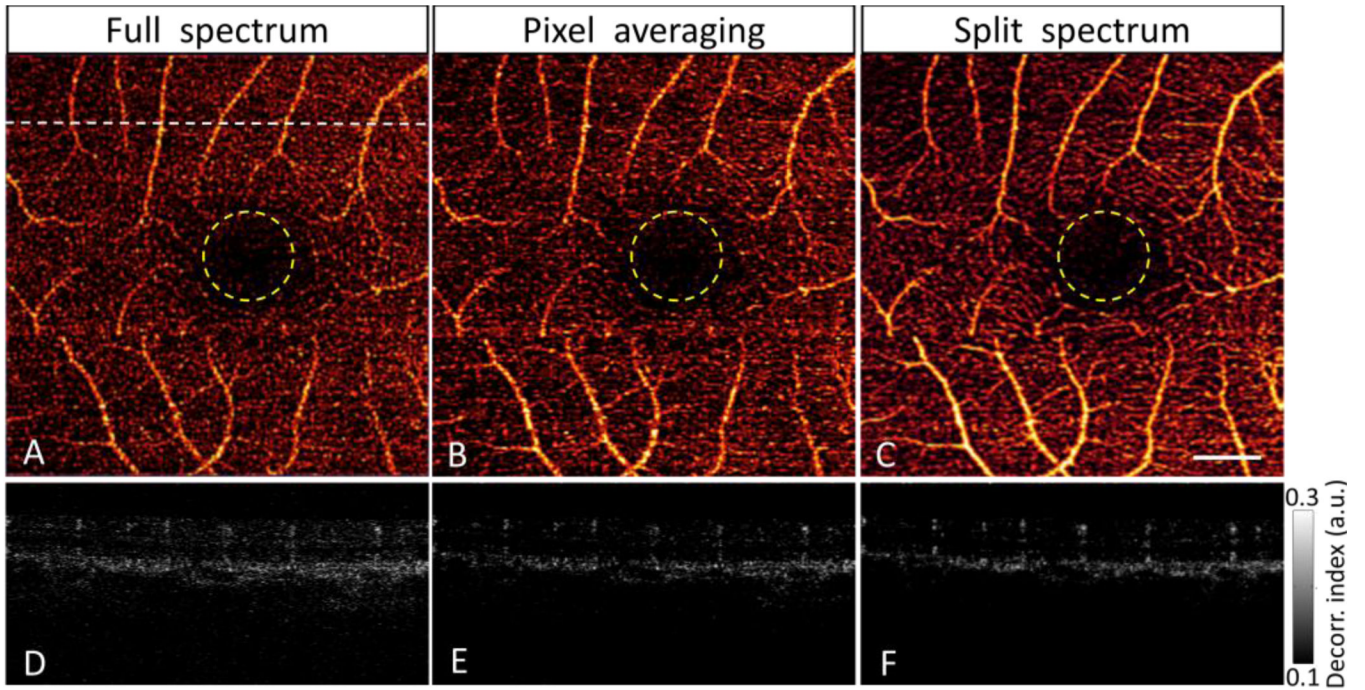 Full spectrum
Pixel averaging
Split spectrum
A
B
C
D
E
F
0.3
Decorr. index (a.u.)
0.1